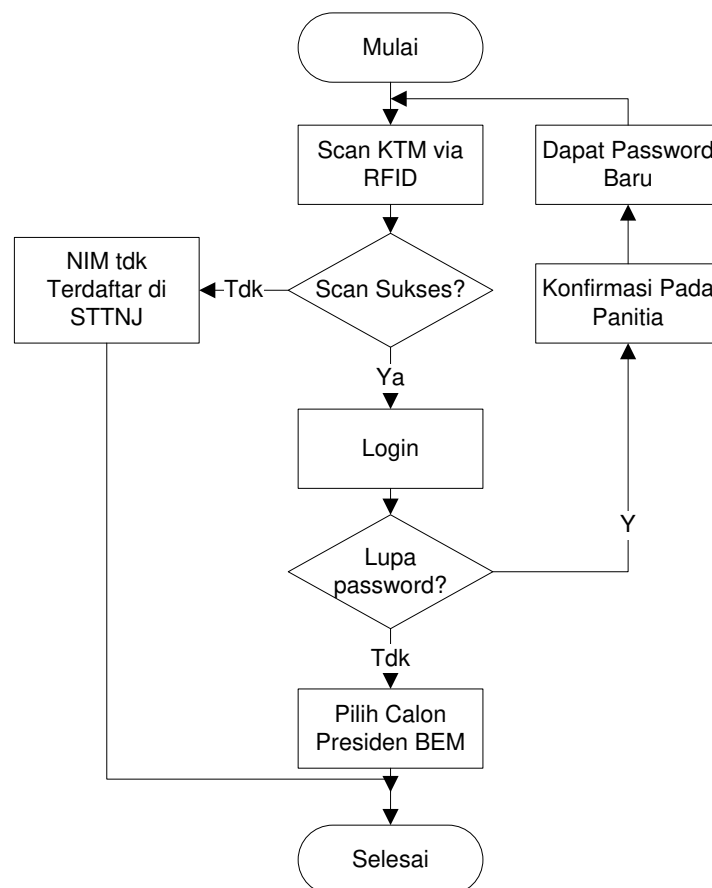 Mulai
Scan KTM via
RFID
Dapat Password
Baru
NIM tdk
Terdaftar di
STTNJ
Tdk
Scan Sukses?
Konfirmasi Pada
Panitia
Ya
Login
Lupa
password?
Y
Tdk
Pilih Calon
Presiden BEM
Selesai